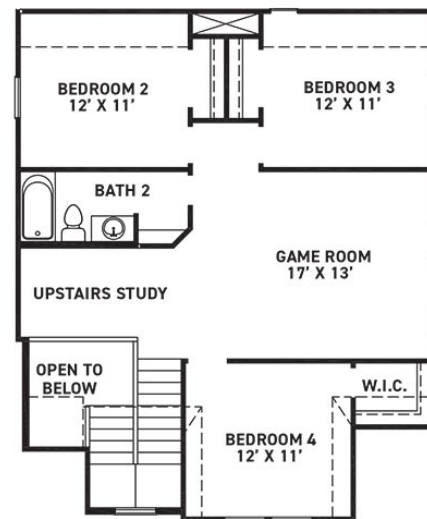 BEDROOM 2
12' X 11'
BEDROOM 3
12' X 11'
BATH 2
GAME ROOM
17' X 13'
UPSTAIRS STUDY
OPEN TO
BELOW
W.I.C.
BEDROOM 4
12' X 11'